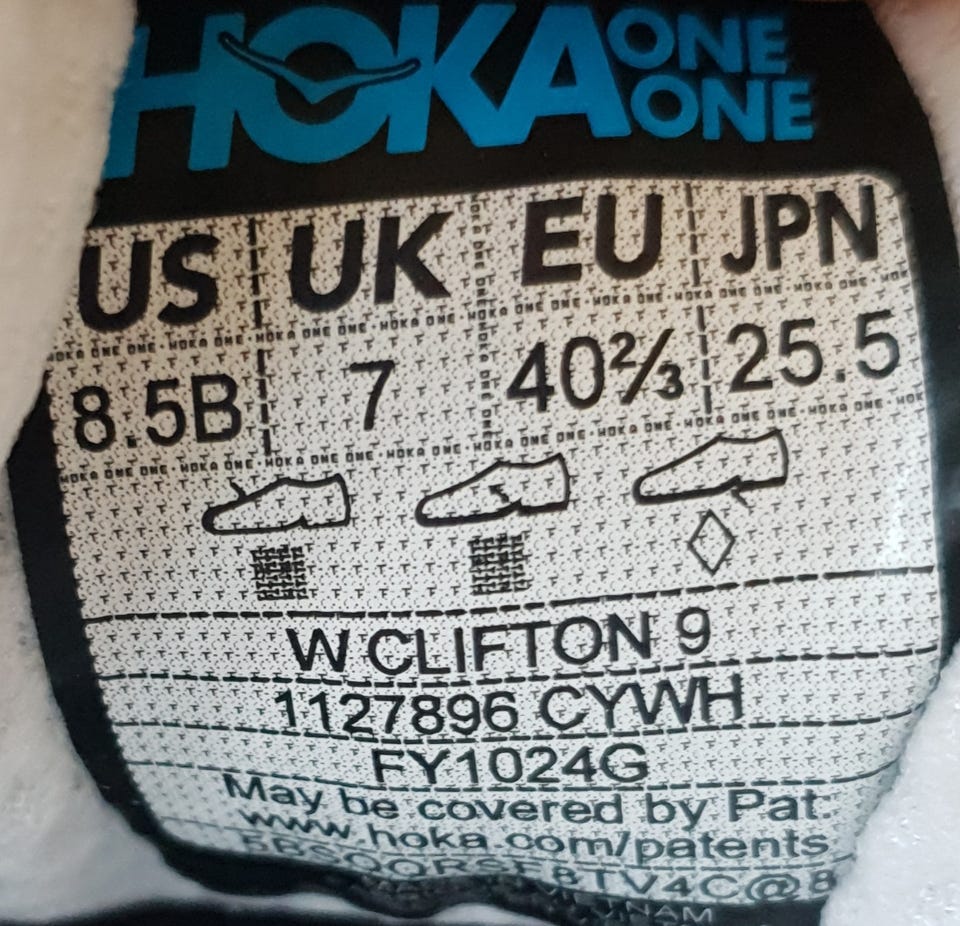 HOKA ONE ONE
US UK EU JPN
8.5B 7 40⅔ 25.5
W CLIFTON 9
1127896 CYWH
FY1024G
May be covered by Pat:
www.hoka.com/patents